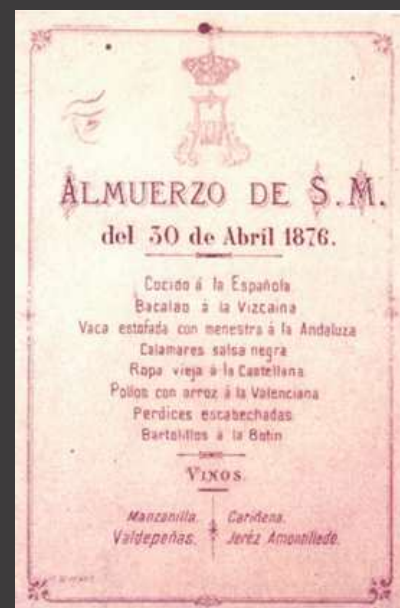 ALMUERZO DE S.M.
del 30 de Abril 1876.
Cocido á la Española
Bacalao á la Vizcaina
Vaca estofada con menestra á la Andaluza
Calamares salsa negra
Ropa vieja á la Castellana
Pollos con arroz á la Valenciana
Perdices escabechadas
Bartolillos á la Botin
VINOS.
Manzanilla. Cariñena.
Valdepeñas. Jeréz Amontillado.